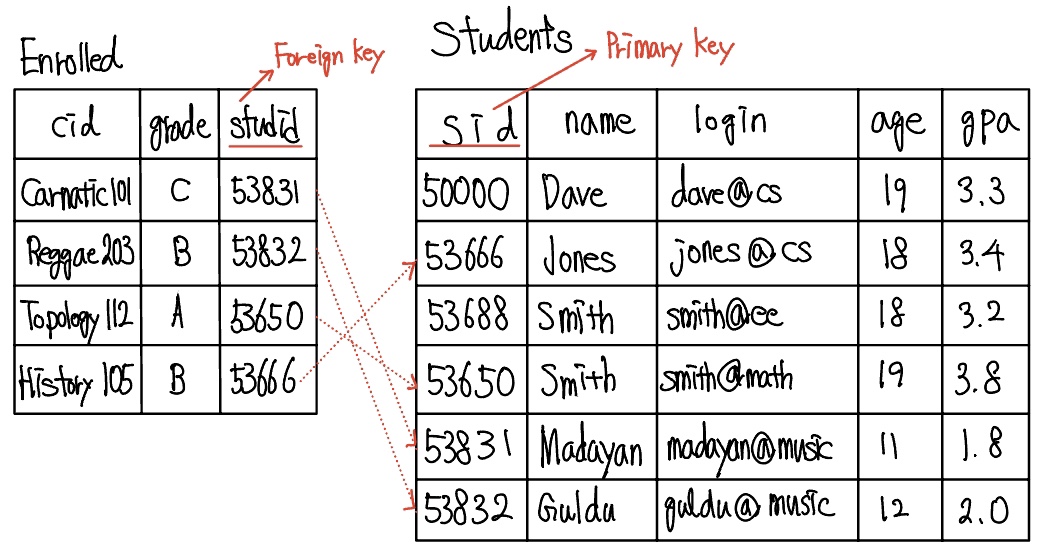 Enrolled
Foreign key
cid grade studid
Carnatic101 C 53831
Reggae203 B 53832
Topology112 A 53650
History 105 B 53666
Students
Primary key
sid name login age gpa
50000 Dave dave@cs 19 3.3
53666 Jones jones@cs 18 3.4
53688 Smith smith@ee 18 3.2
53650 Smith smith@math 19 3.8
53831 Madayan madayan@music 11 1.8
53832 Guldu guldu@music 12 2.0